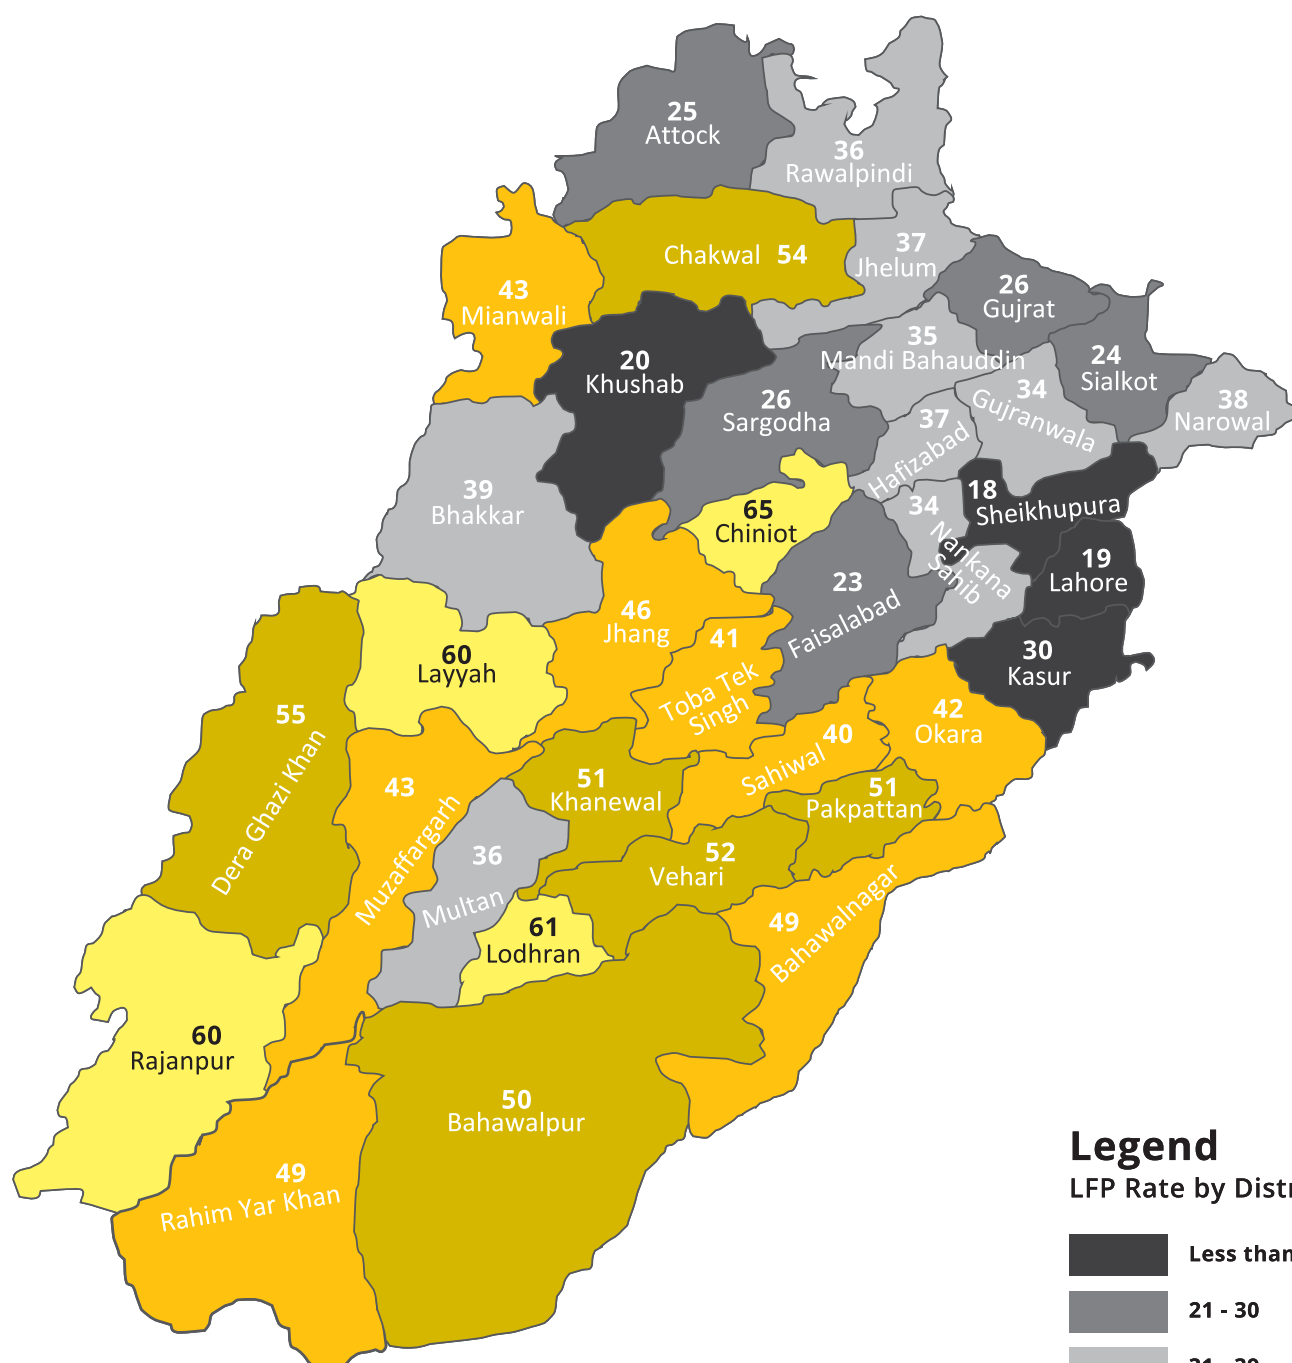 25
Attock
36
Rawalpindi
Chakwal 54
37
Jhelum
43
Mianwali
26
Gujrat
35
Mandi Bahauddin
24
Sialkot
20
Khushab
26
Sargodha
34
Gujranwala
38
Narowal
37
Hafizabad
39
Bhakkar
65
Chiniot
34
Nankana
Sahib
18
Sheikhupura
19
Lahore
23
Faisalabad
46
Jhang
41
Toba Tek
Singh
30
Kasur
60
Layyah
55
Dera Ghazi Khan
42
Okara
40
Sahiwal
43
Muzaffargarh
51
Khanewal
51
Pakpattan
36
Multan
52
Vehari
49
Bahawalnagar
61
Lodhran
60
Rajanpur
50
Bahawalpur
49
Rahim Yar Khan
Legend
LFP Rate by
Less than
21 - 30